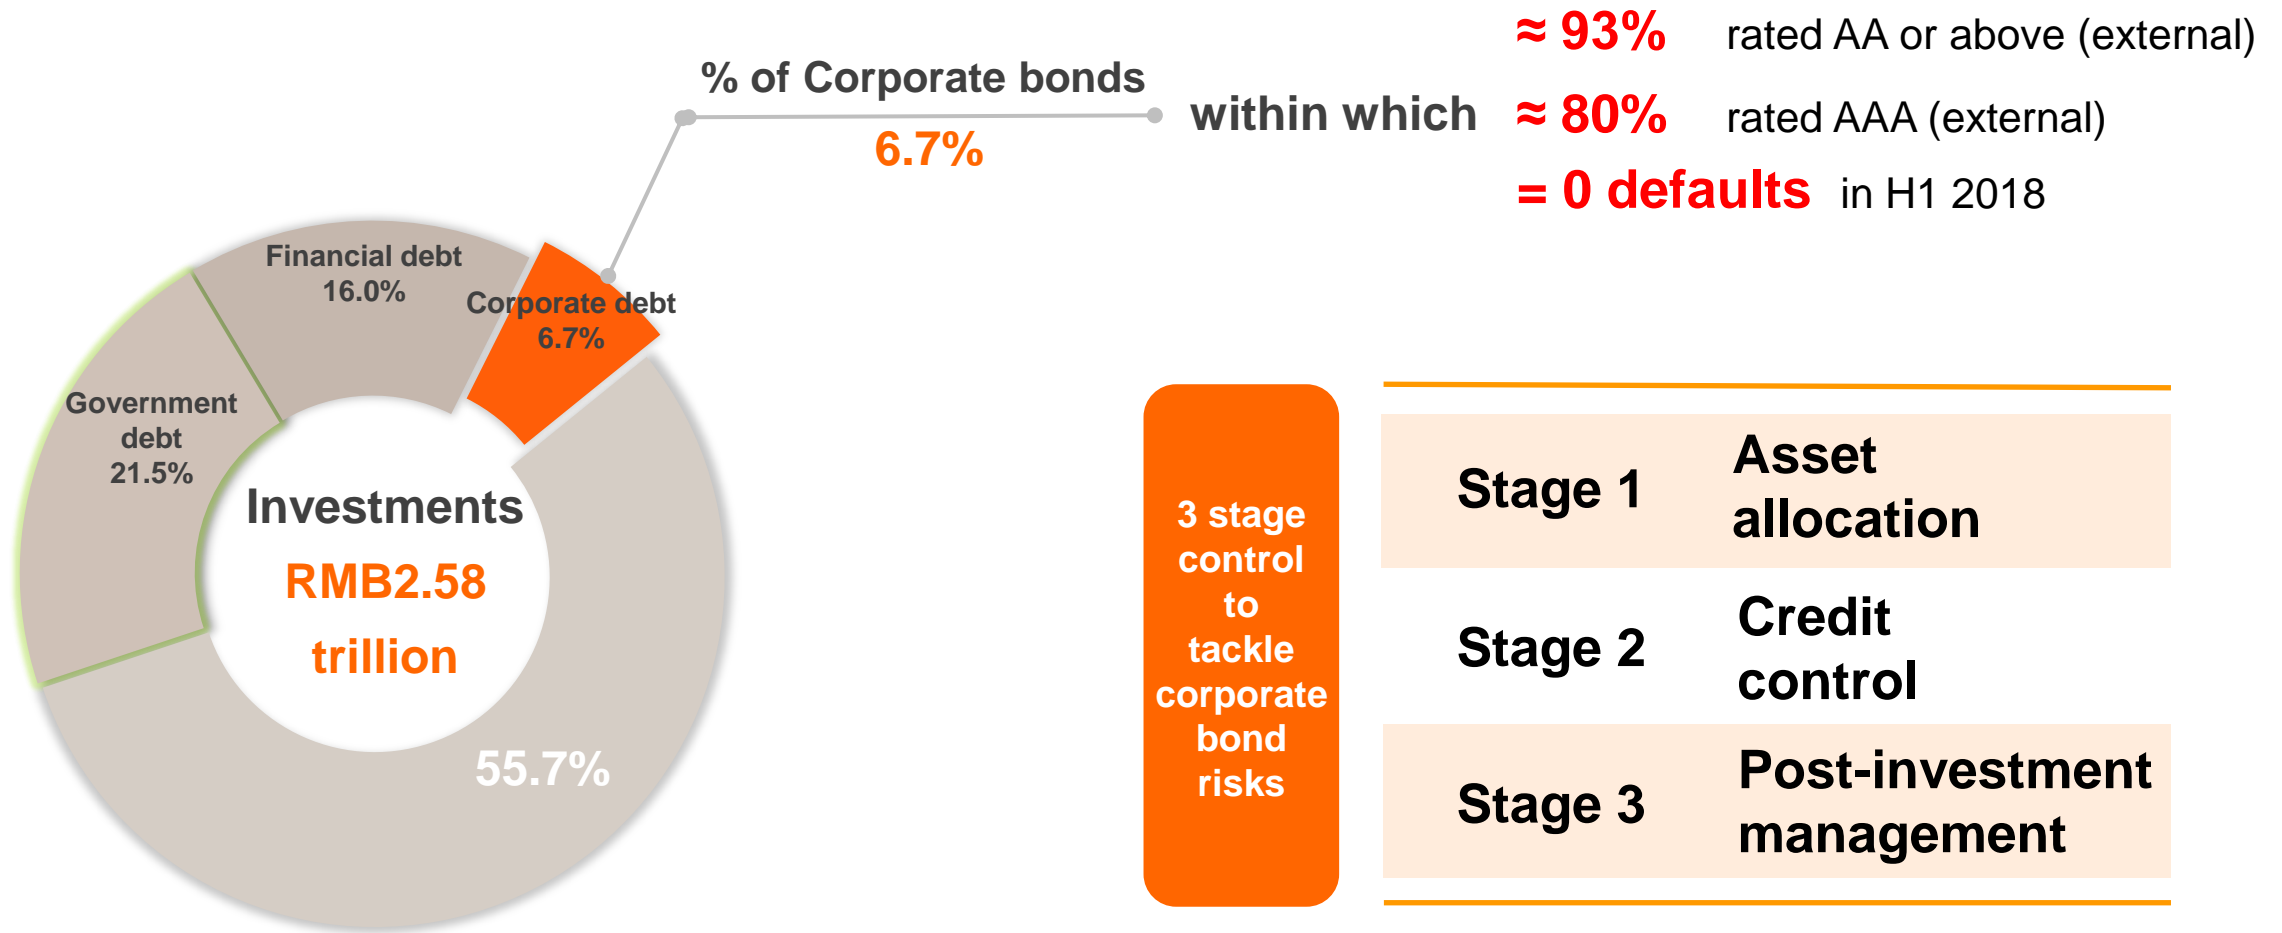 ≈ 93% rated AA or above (external)
% of Corporate bonds
6.7%
within which
≈ 80% rated AAA (external)
= 0 defaults in H1 2018
Financial debt
16.0%
Corporate debt
6.7%
Government
debt
21.5%
Investments
RMB2.58
trillion
55.7%
3 stage
control
to
tackle
corporate
bond
risks
Stage 1
Asset
allocation
Stage 2
Credit
control
Stage 3
Post-investment
management